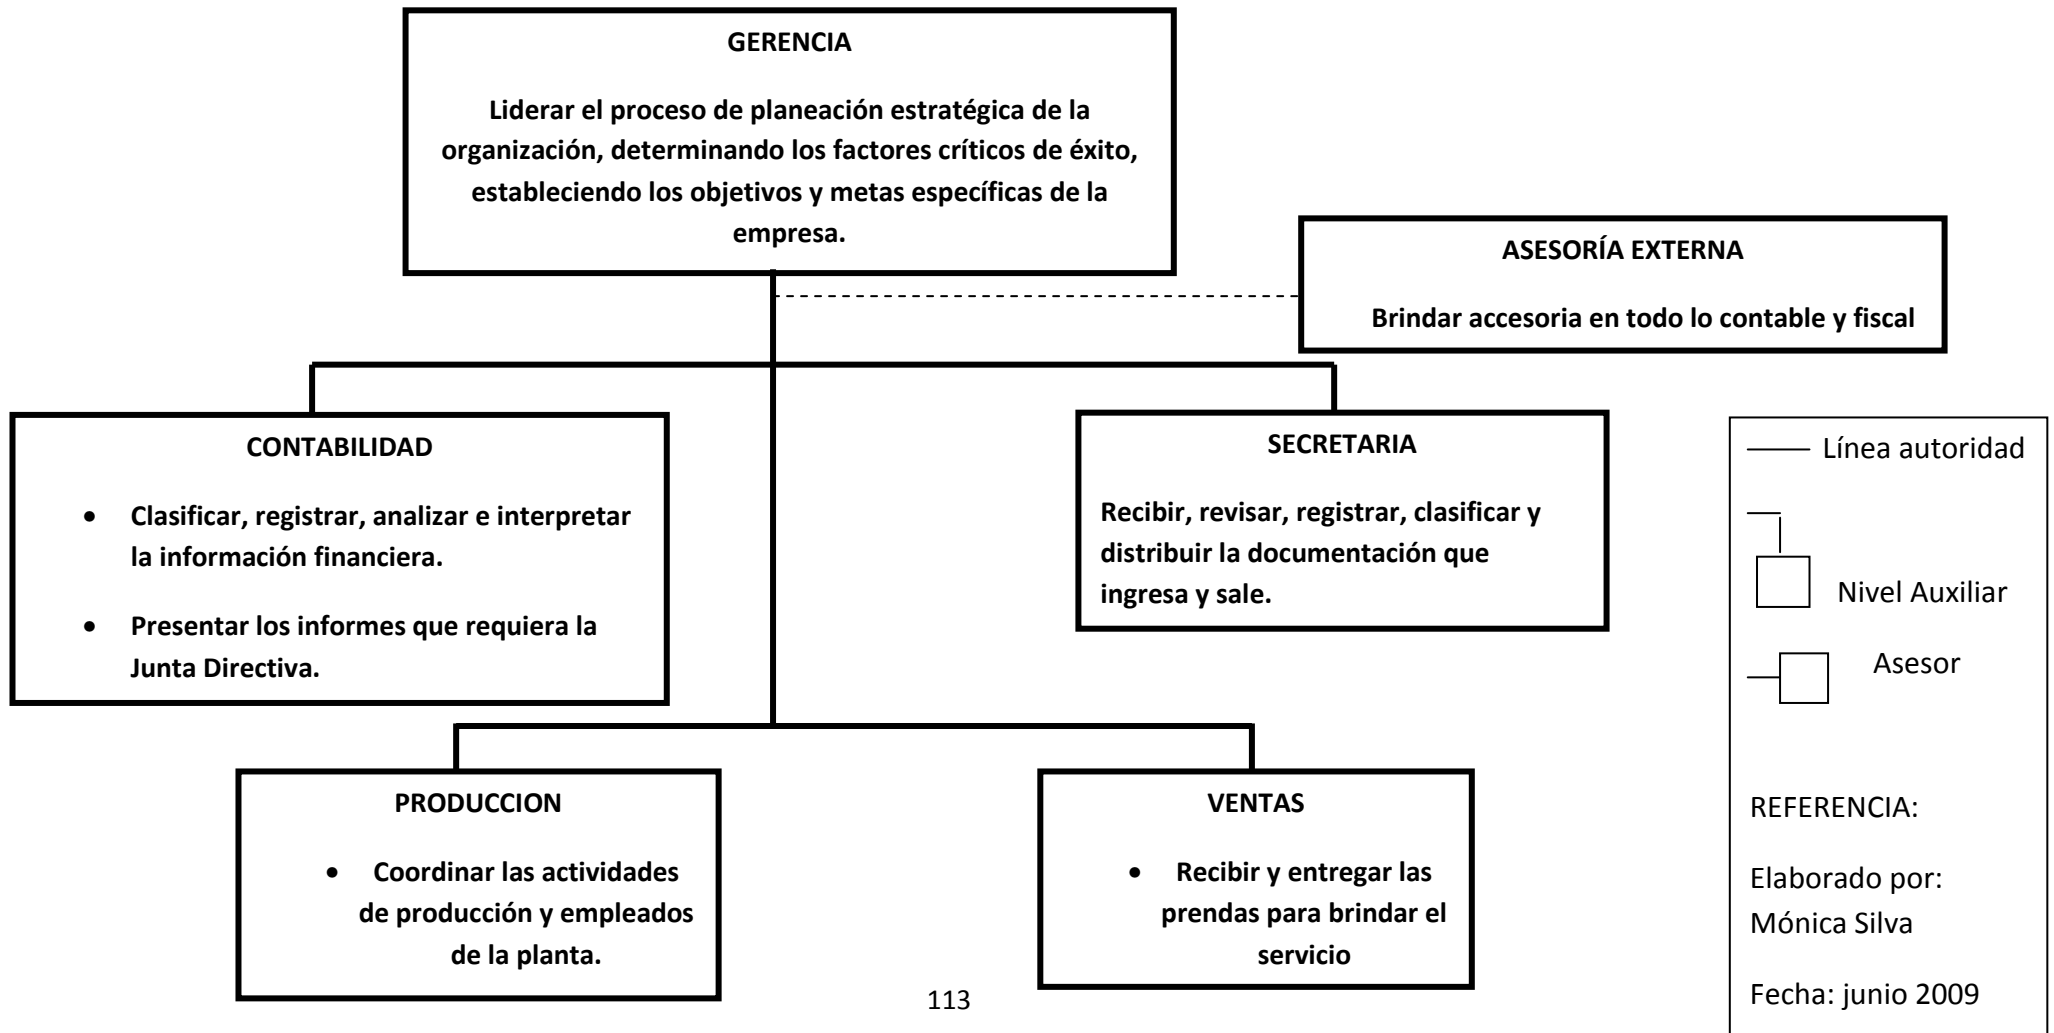 GERENCIA
Liderar el proceso de planeación estratégica de la
organización, determinando los factores críticos de éxito,
estableciendo los objetivos y metas específicas de la
empresa.
ASESORÍA EXTERNA
Brindar accesoria en todo lo contable y fiscal
CONTABILIDAD
• Clasificar, registrar, analizar e interpretar
la información financiera.
• Presentar los informes que requiera la
Junta Directiva.
SECRETARIA
Recibir, revisar, registrar, clasificar y
distribuir la documentación que
ingresa y sale.
PRODUCCION
• Coordinar las actividades
de producción y empleados
de la planta.
VENTAS
• Recibir y entregar las
prendas para brindar el
servicio
Línea autoridad
Nivel Auxiliar
Asesor
REFERENCIA:
Elaborado por:
Mónica Silva
Fecha: junio 2009
113